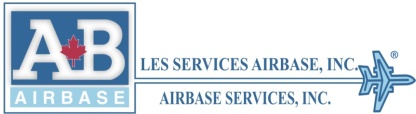 AB
AIRBASE
LES SERVICES AIRBASE, INC.
AIRBASE SERVICES, INC.
®